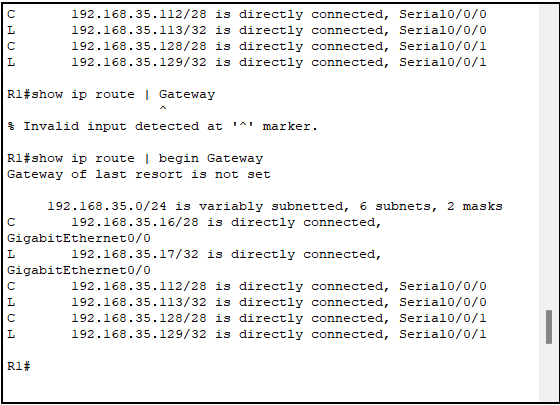 C       192.168.35.112/28 is directly connected, Serial0/0/0
L       192.168.35.113/32 is directly connected, Serial0/0/0
C       192.168.35.128/28 is directly connected, Serial0/0/1
L       192.168.35.129/32 is directly connected, Serial0/0/1

R1#show ip route | Gateway
                   ^
% Invalid input detected at '^' marker.

R1#show ip route | begin Gateway
Gateway of last resort is not set

     192.168.35.0/24 is variably subnetted, 6 subnets, 2 masks
C       192.168.35.16/28 is directly connected,
GigabitEthernet0/0
L       192.168.35.17/32 is directly connected,
GigabitEthernet0/0
C       192.168.35.112/28 is directly connected, Serial0/0/0
L       192.168.35.113/32 is directly connected, Serial0/0/0
C       192.168.35.128/28 is directly connected, Serial0/0/1
L       192.168.35.129/32 is directly connected, Serial0/0/1

R1#